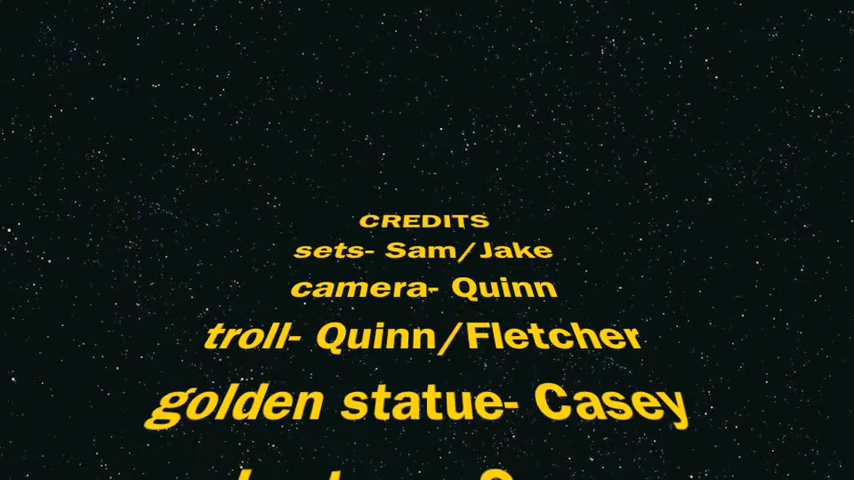 CREDITS
sets- Sam/Jake
camera- Quinn
troll- Quinn/Fletcher
golden statue- Casey